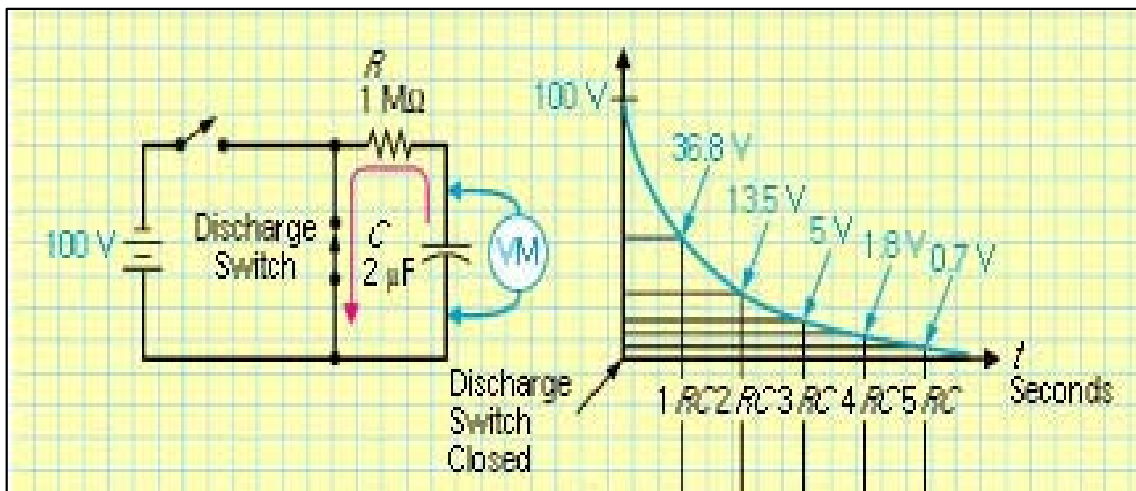 R
1 MΩ
100 V
Discharge
Switch
C
2 µF
VM
100 V
36.8 V
13.5 V
5 V
1.8 V
0.7 V
t
Seconds
1 RC 2 RC 3 RC 4 RC 5 RC
Discharge
Switch
Closed